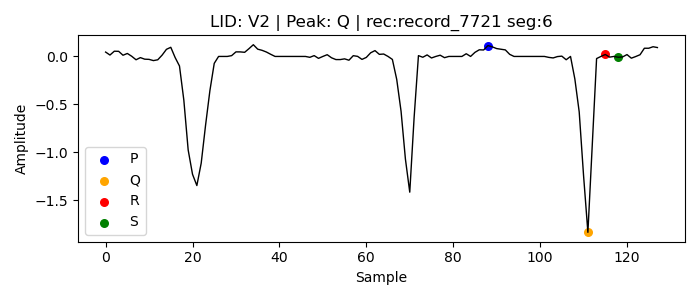 LID: V2 | Peak: Q | rec:record_7721 seg:6
Amplitude
0.0
−0.5
−1.0
−1.5
P
Q
R
S
0
20
40
60
80
100
120
Sample